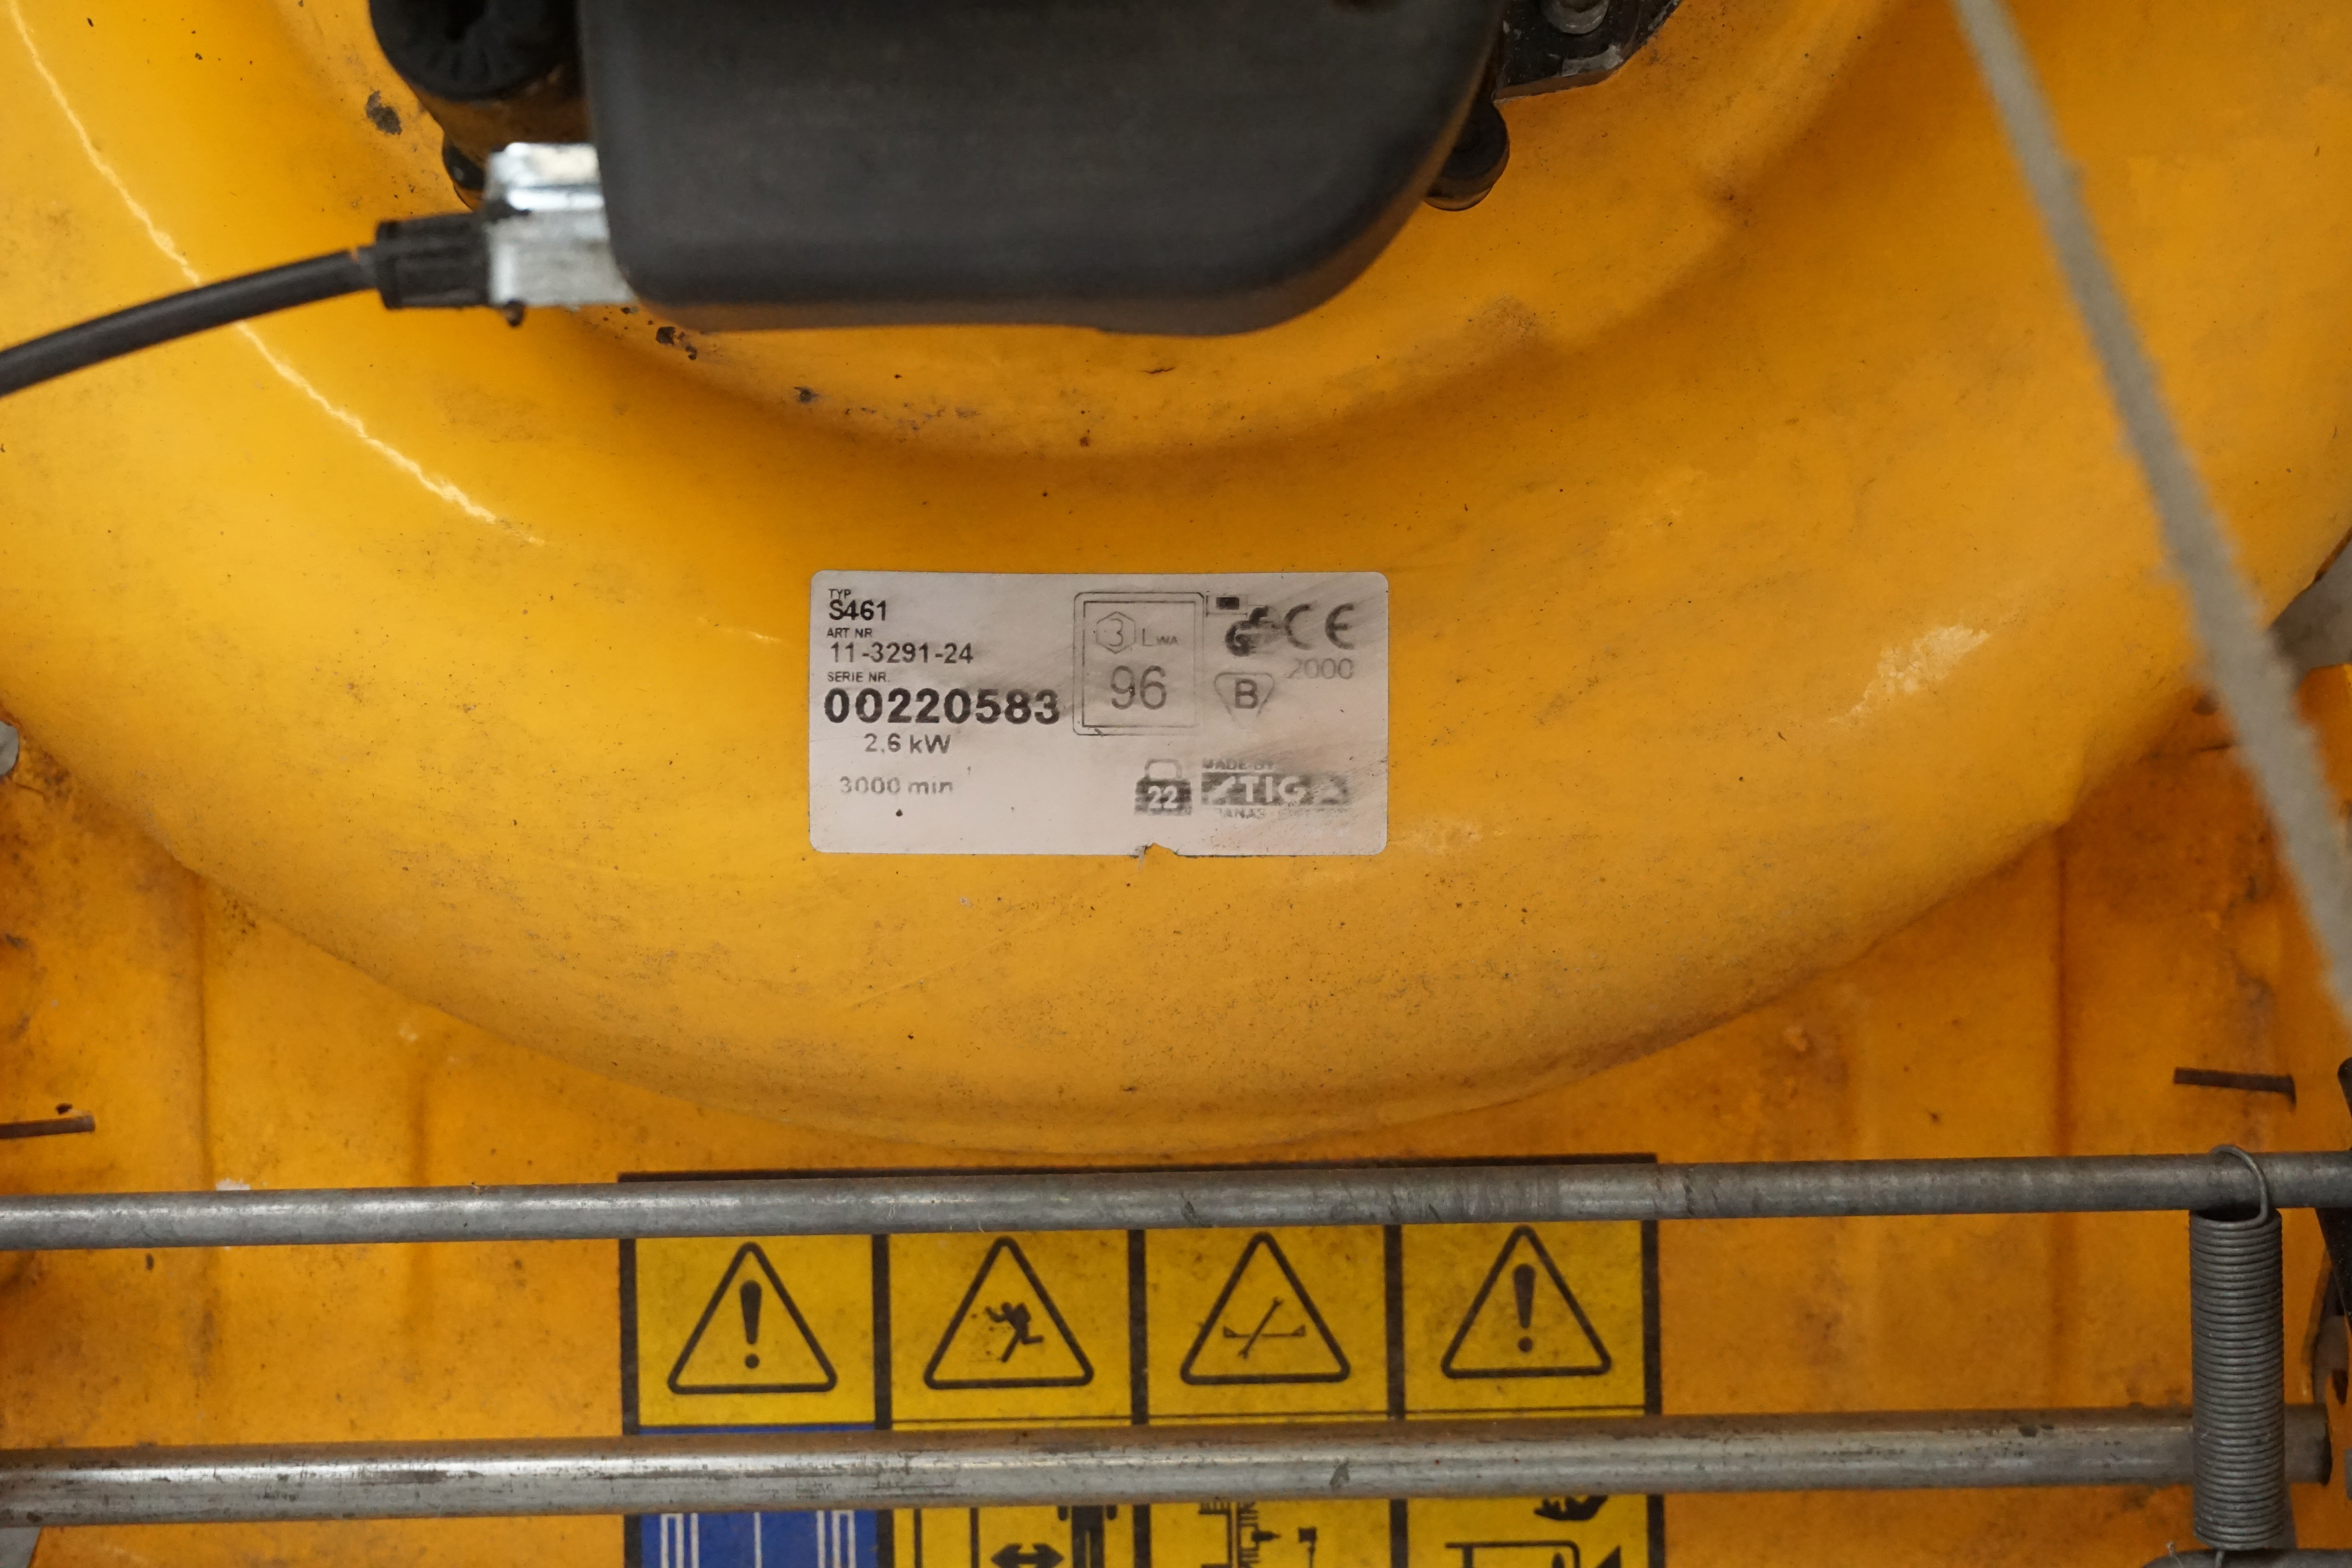 TYP
S461
ART NR
11-3291-24
SERIE NR.
00220583
2,6 kW
3000 min
3 LWA
96
CE
2000
B
22
MADE BY
STIGA